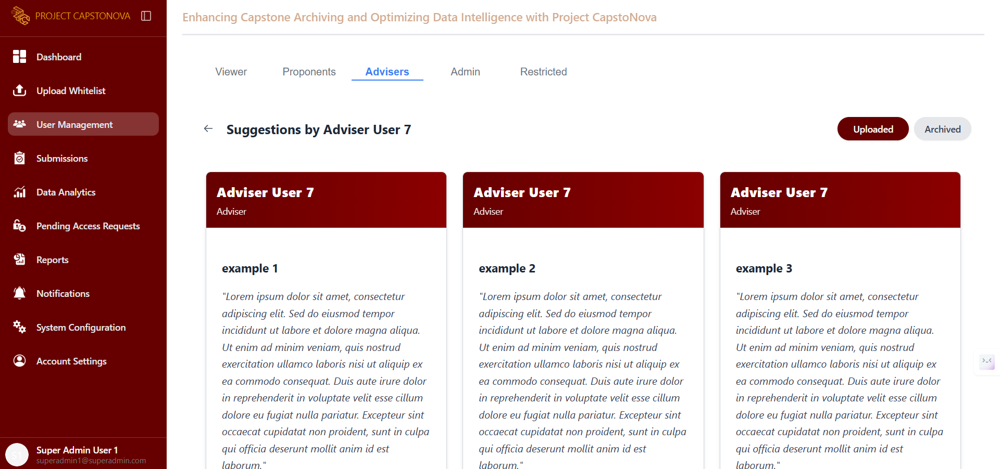 PROJECT CAPSTONOVA
Dashboard
Upload Whitelist
User Management
Submissions
Data Analytics
Pending Access Requests
Reports
Notifications
System Configuration
Account Settings
S1
Super Admin User 1
superadmin1@superadmin.com
Enhancing Capstone Archiving and Optimizing Data Intelligence with Project CapstoNova
Viewer
Proponents
Advisers
Admin
Restricted
Suggestions by Adviser User 7
Uploaded
Archived
Adviser User 7
Adviser
example 1
"Lorem ipsum dolor sit amet, consectetur
adipiscing elit. Sed do eiusmod tempor
incididunt ut labore et dolore magna aliqua.
Ut enim ad minim veniam, quis nostrud
exercitation ullamco laboris nisi ut aliquip ex
ea commodo consequat. Duis aute irure dolor
in reprehenderit in voluptate velit esse cillum
dolore eu fugiat nulla pariatur. Excepteur sint
occaecat cupidatat non proident, sunt in culpa
qui officia deserunt mollit anim id est
laborum."
Adviser User 7
Adviser
example 2
"Lorem ipsum dolor sit amet, consectetur
adipiscing elit. Sed do eiusmod tempor
incididunt ut labore et dolore magna aliqua.
Ut enim ad minim veniam, quis nostrud
exercitation ullamco laboris nisi ut aliquip ex
ea commodo consequat. Duis aute irure dolor
in reprehenderit in voluptate velit esse cillum
dolore eu fugiat nulla pariatur. Excepteur sint
occaecat cupidatat non proident, sunt in culpa
qui officia deserunt mollit anim id est
laborum."
Adviser User 7
Adviser
example 3
"Lorem ipsum dolor sit amet, consectetur
adipiscing elit. Sed do eiusmod tempor
incididunt ut labore et dolore magna aliqua.
Ut enim ad minim veniam, quis nostrud
exercitation ullamco laboris nisi ut aliquip ex
ea commodo consequat. Duis aute irure dolor
in reprehenderit in voluptate velit esse cillum
dolore eu fugiat nulla pariatur. Excepteur sint
occaecat cupidatat non proident, sunt in culpa
qui officia deserunt mollit anim id est
laborum."